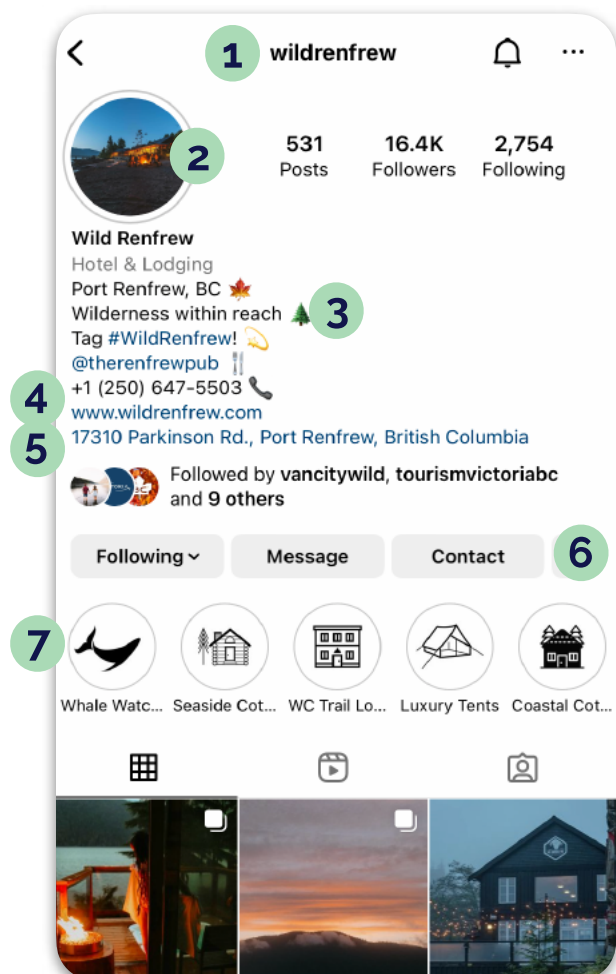 1 wildrenfrew ...
2
531 16.4K 2,754
Posts Followers Following
Wild Renfrew
Hotel & Lodging
Port Renfrew, BC 🍁
Wilderness within reach 🌲 3
Tag #WildRenfrew! 💫
@therenfrewpub 🍴
+1 (250) 647-5503 📞
4
www.wildrenfrew.com
5 17310 Parkinson Rd., Port Renfrew, British Columbia
Followed by vancitywild, tourismvictoriabc
and 9 others
Following Message Contact 6
7
Whale Watc... Seaside Cot... WC Trail Lo... Luxury Tents Coastal Cot...